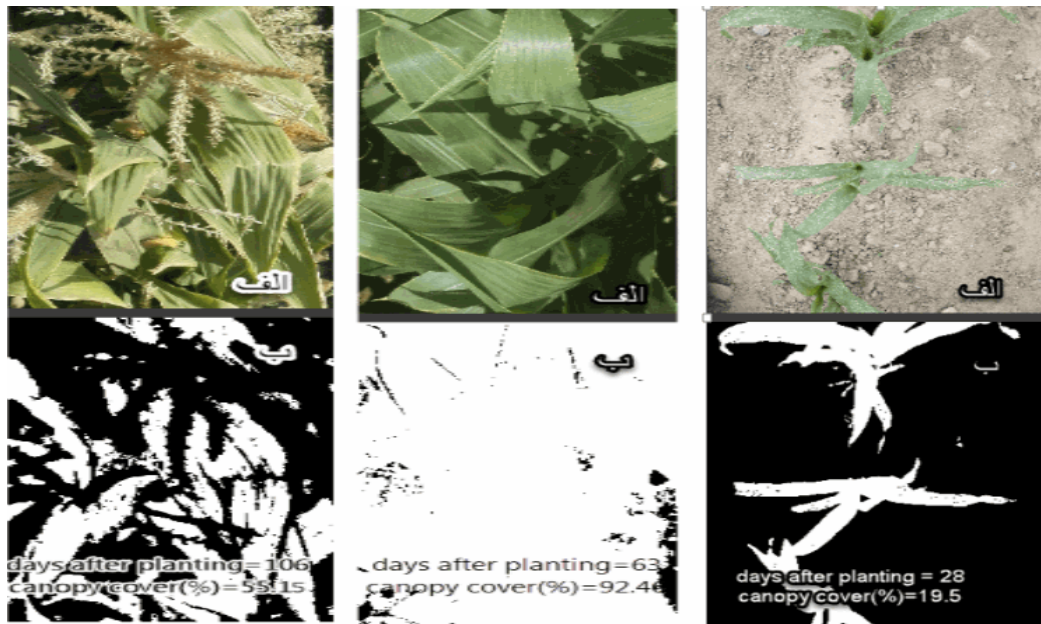 الف
الف
الف
ب
ب
ب
days after planting=106
canopy cover(%)=55.15
days after planting=63
canopy cover(%)=92.46
days after planting = 28
canopy cover(%)=19.5